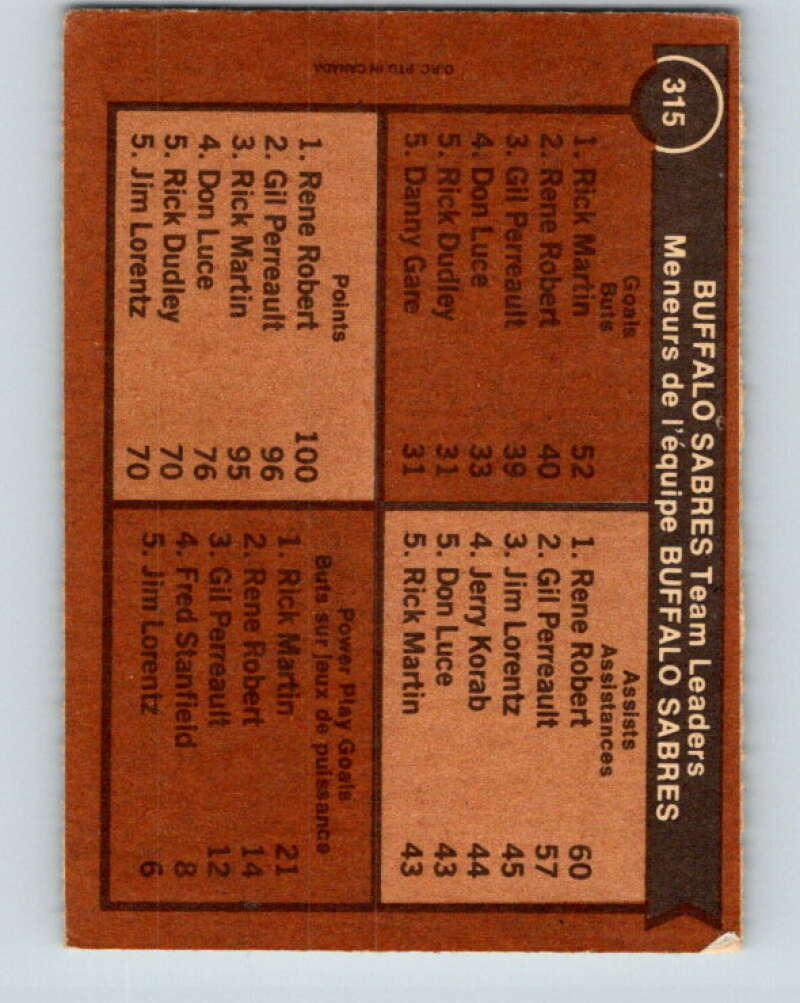 315
BUFFALO SABRES Team Leaders
Meneurs de l'équipe BUFFALO SABRES
Goals
Buts
1. Rick Martin 52
2. Rene Robert 40
3. Gil Perreault 39
4. Don Luce 33
5. Rick Dudley 31
5. Danny Gare 31
Assists
Assistances
1. Rene Robert 60
2. Gil Perreault 57
3. Jim Lorentz 45
4. Jerry Korab 44
5. Don Luce 43
5. Rick Martin 43
Points
1. Rene Robert 100
2. Gil Perreault 96
3. Rick Martin 95
4. Don Luce 76
5. Rick Dudley 70
5. Jim Lorentz 70
Power Play Goals
Buts sur jeux de puissance
1. Rick Martin 21
2. Rene Robert 14
3. Gil Perreault 12
4. Fred Stanfield 8
5. Jim Lorentz 6
O.P.C. PTD IN CANADA